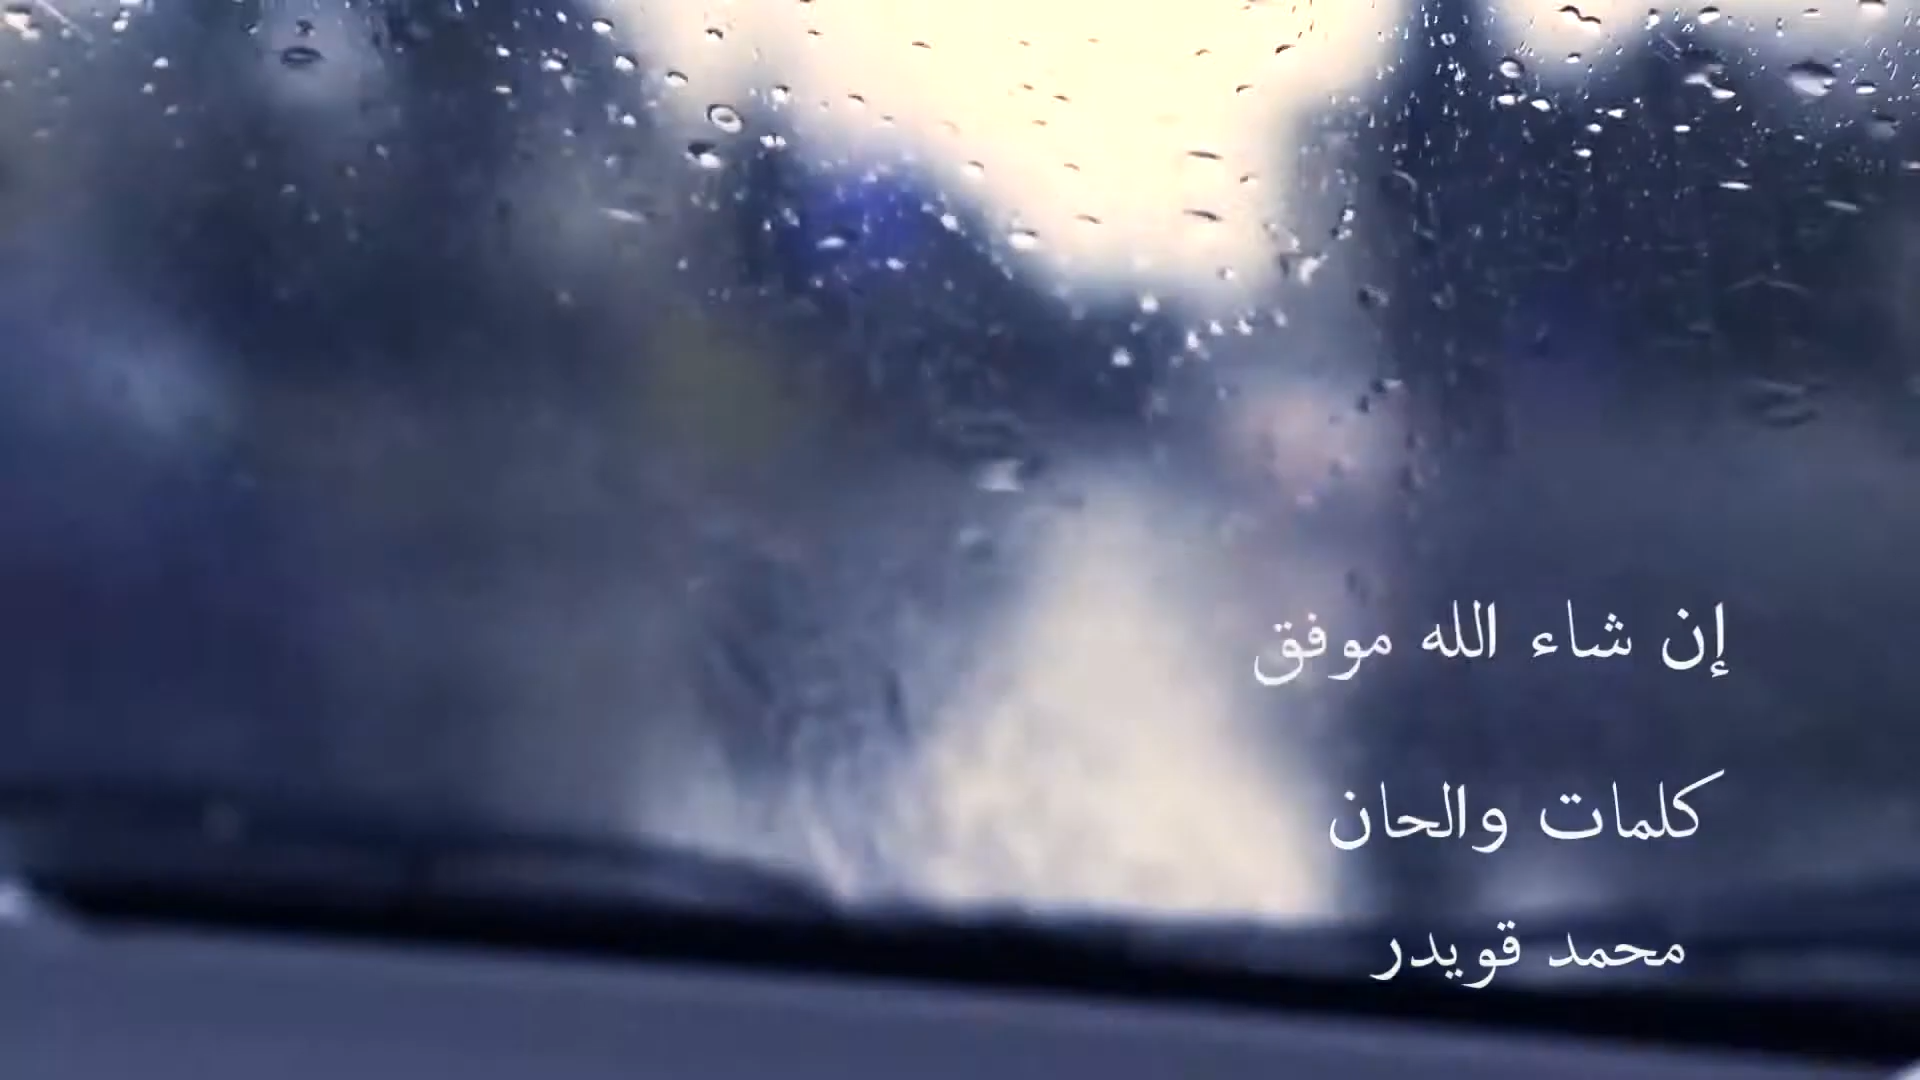 إن شاء الله موفق
كلمات والحان
محمد قويدر